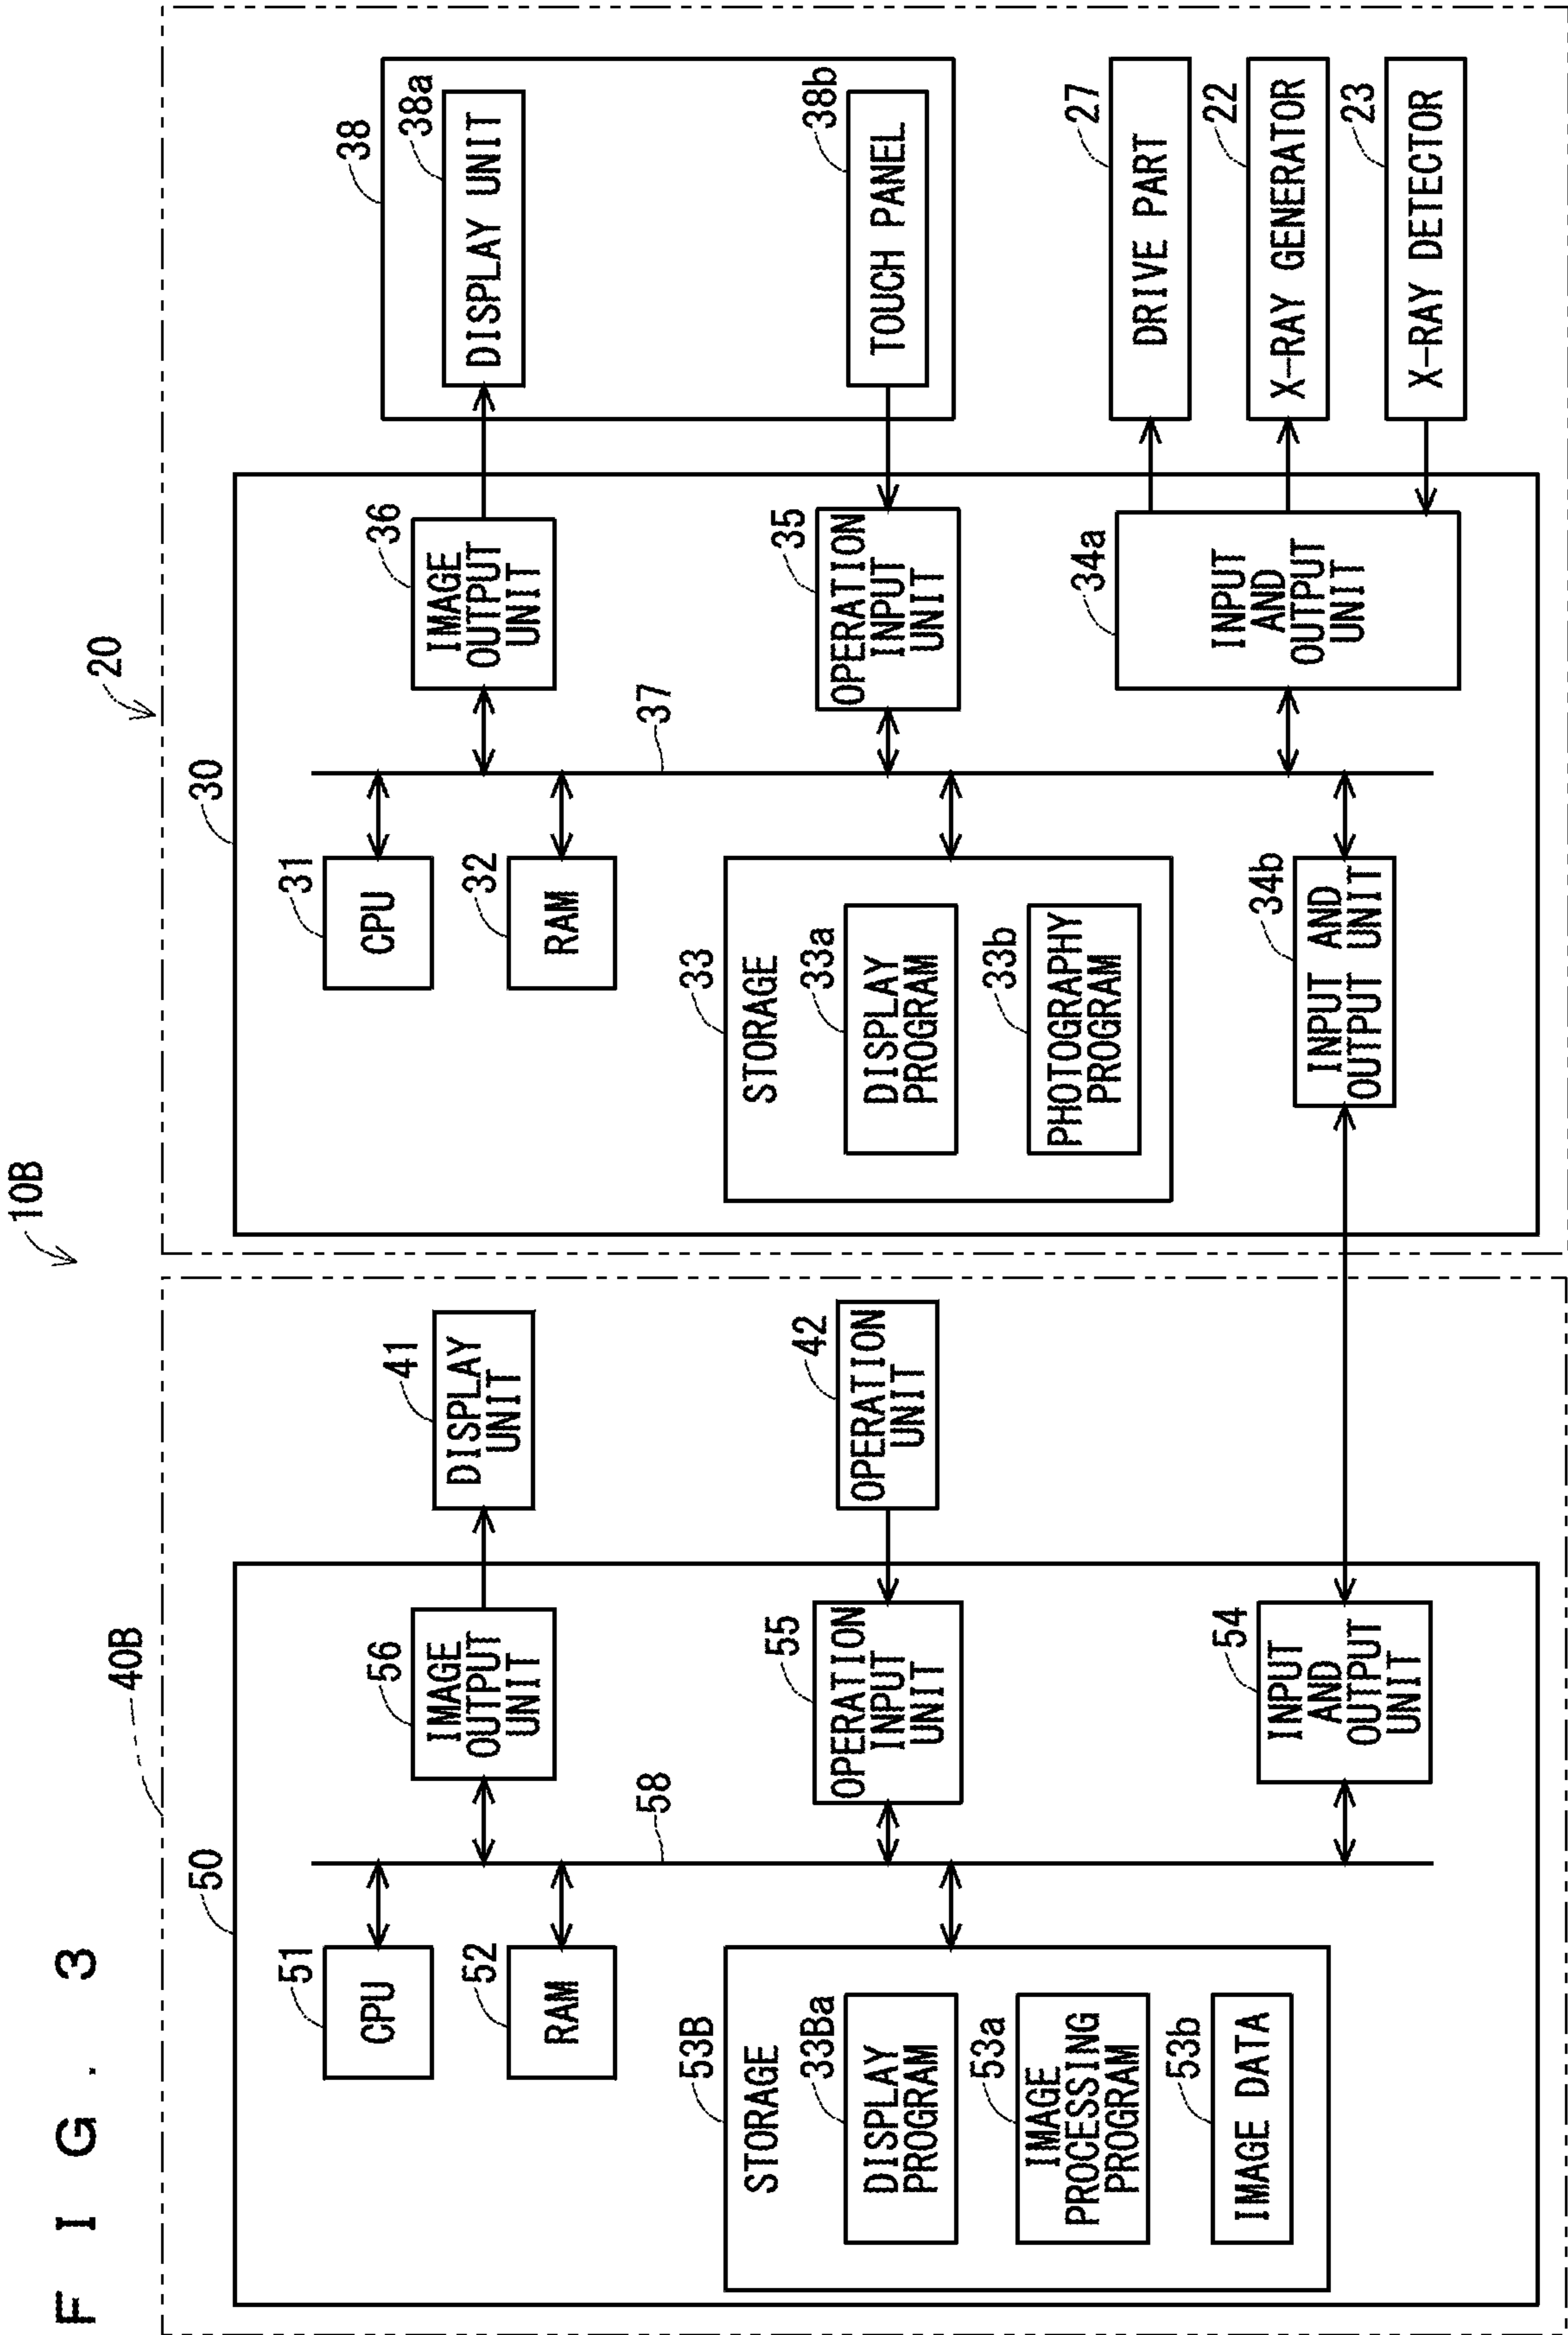 FIG. 3
10B
40B
50
51
CPU
52
RAM
53B
STORAGE
33Ba
DISPLAY
PROGRAM
53a
IMAGE
PROCESSING
PROGRAM
53b
IMAGE DATA
58
56
IMAGE
OUTPUT
UNIT
55
OPERATION
INPUT
UNIT
54
INPUT
AND
OUTPUT
UNIT
41
DISPLAY
UNIT
42
OPERATION
UNIT
20
30
31
CPU
32
RAM
33
STORAGE
33a
DISPLAY
PROGRAM
33b
PHOTOGRAPHY
PROGRAM
34b
INPUT AND
OUTPUT UNIT
37
36
IMAGE
OUTPUT
UNIT
35
OPERATION
INPUT
UNIT
34a
INPUT
AND
OUTPUT
UNIT
38
38a
DISPLAY UNIT
38b
TOUCH PANEL
27
DRIVE PART
22
X-RAY GENERATOR
23
X-RAY DETECTOR